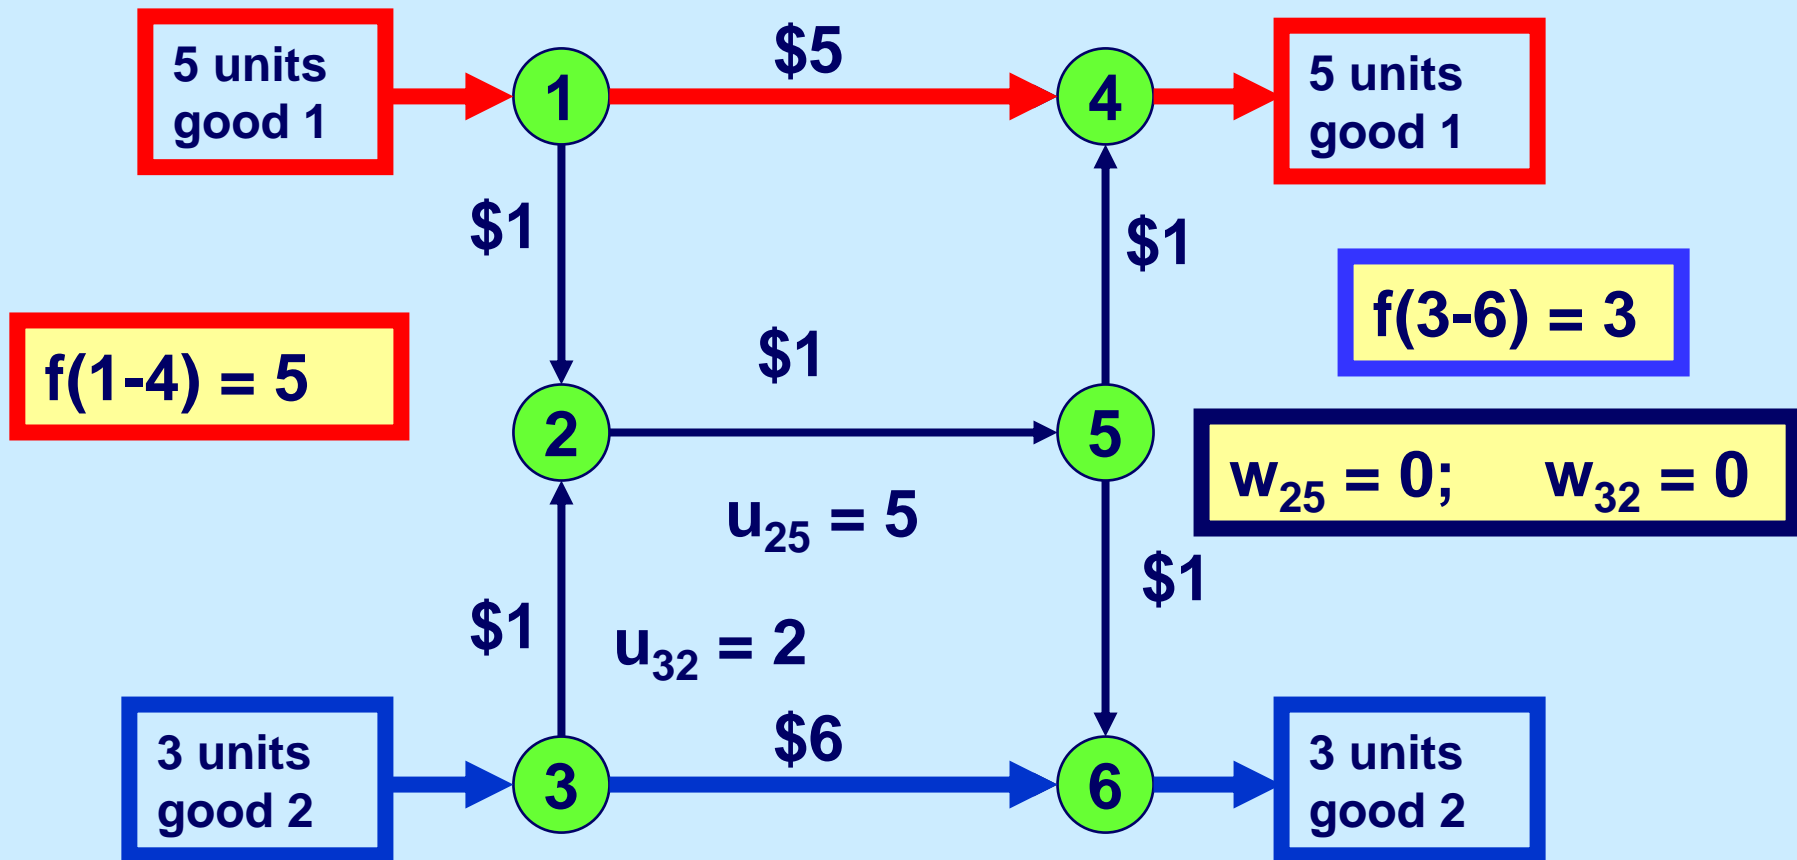 5 units
good 1
1
$5
4
5 units
good 1
$1
$1
f(1-4) = 5
f(3-6) = 3
$1
2
5
w25 = 0; w32 = 0
u25 = 5
$1
$1
u32 = 2
3 units
good 2
3
$6
6
3 units
good 2